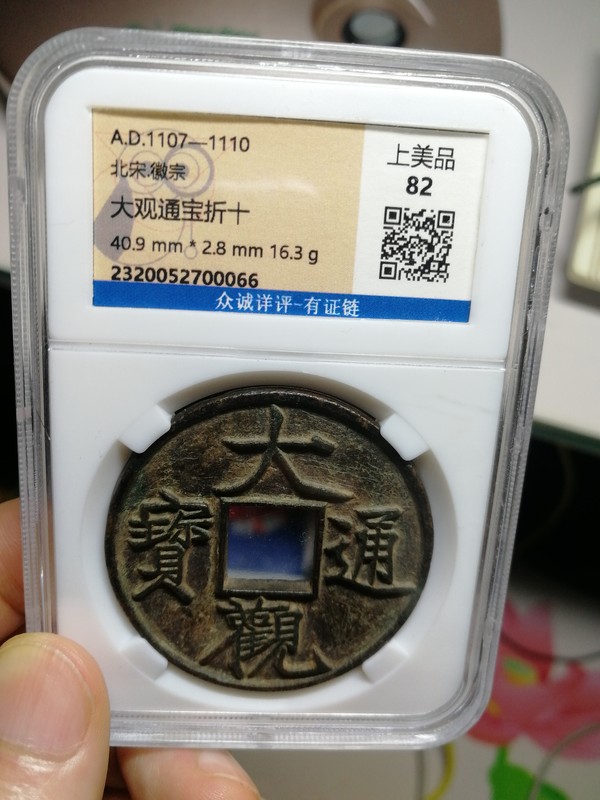 A.D.1107—1110
北宋.徽宗
大观通宝折十
40.9 mm * 2.8 mm 16.3 g
2320052700066
上美品
82
众诚详评-有证链
大
寶 通
觀